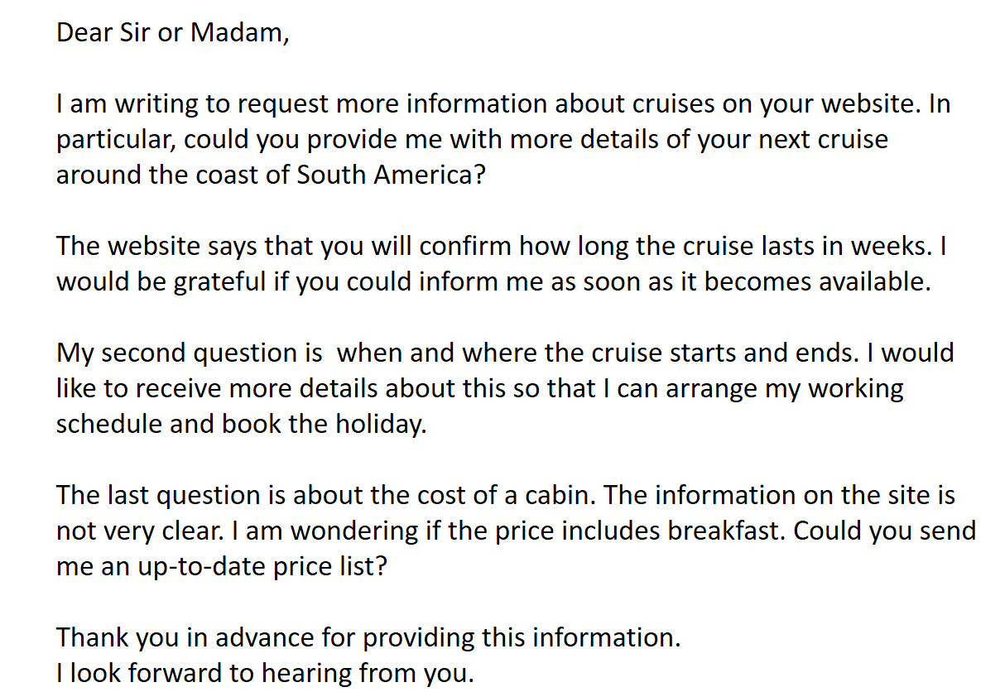 Dear Sir or Madam,
I am writing to request more information about cruises on your website. In
particular, could you provide me with more details of your next cruise
around the coast of South America?
The website says that you will confirm how long the cruise lasts in weeks. I
would be grateful if you could inform me as soon as it becomes available.
My second question is  when and where the cruise starts and ends. I would
like to receive more details about this so that I can arrange my working
schedule and book the holiday.
The last question is about the cost of a cabin. The information on the site is
not very clear. I am wondering if the price includes breakfast. Could you send
me an up-to-date price list?
Thank you in advance for providing this information.
I look forward to hearing from you.